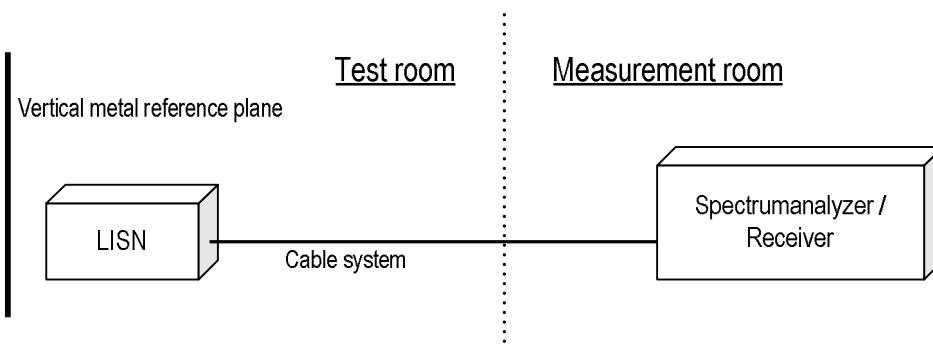 Test room
Measurement room
Vertical metal reference plane
LISN
Cable system
Spectrumanalyzer /
Receiver